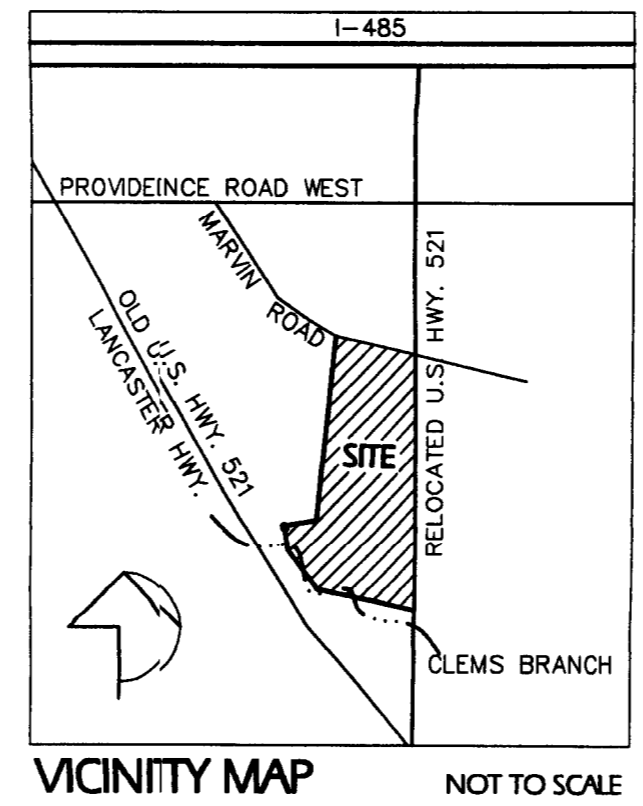 I-485
PROVIDEINCE ROAD WEST
MARVIN ROAD
OLD U.S. HWY. 521
LANCASTER HWY.
RELOCATED U.S. HWY. 521
SITE
CLEMS BRANCH
VICINITY MAP
NOT TO SCALE